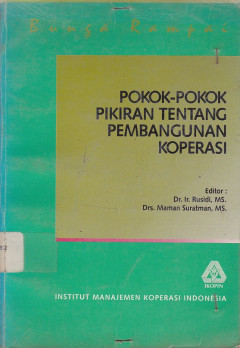 Bunga Rampai
POKOK-POKOK
PIKIRAN TENTANG
PEMBANGUNAN
KOPERASI
Editor :
Dr. Ir. Rusidi, MS.
Drs. Maman Suratman, MS.
IKOPIN
INSTITUT MANAJEMEN KOPERASI INDONESIA